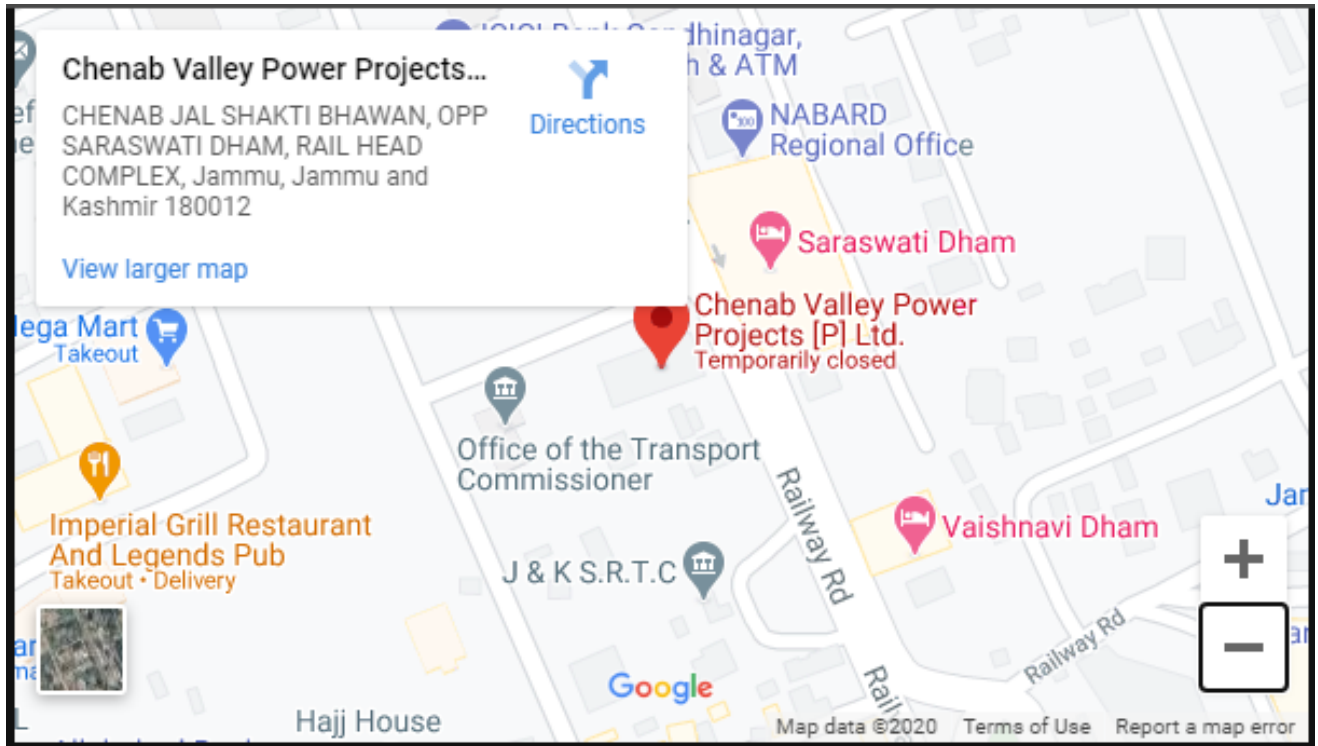 Chenab Valley Power Projects...
CHENAB JAL SHAKTI BHAWAN, OPP
SARASWATI DHAM, RAIL HEAD
COMPLEX, Jammu, Jammu and
Kashmir 180012
View larger map
Directions
& ATM
NABARD
Regional Office
Saraswati Dham
Chenab Valley Power
Projects [P] Ltd.
Temporarily closed
Mart
Takeout
Office of the Transport
Commissioner
Imperial Grill Restaurant
And Legends Pub
Takeout • Delivery
J & K S.R.T.C
Railway Rd
Vaishnavi Dham
Railway Rd
Google
Hajj House
Map data ©2020
Terms of Use
Report a map error